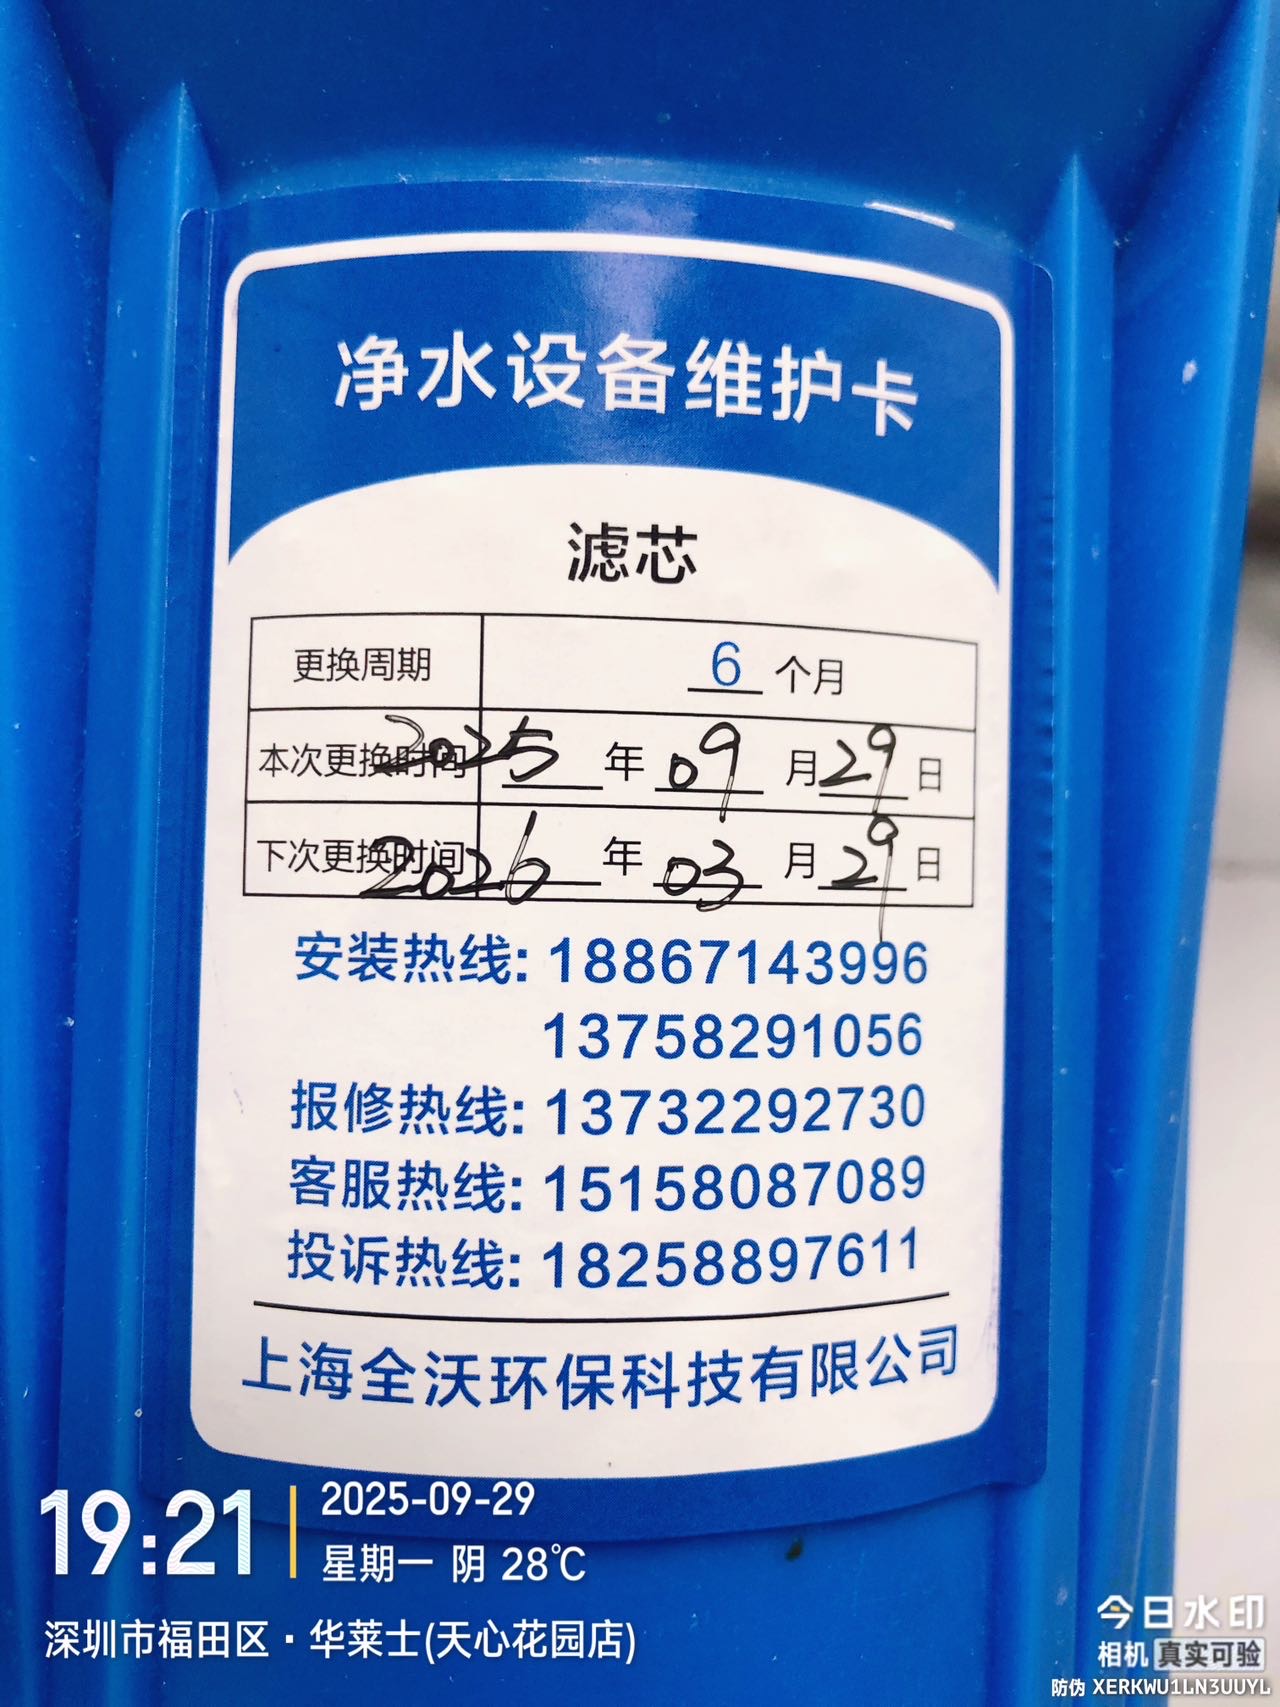 净水设备维护卡
滤芯
更换周期 6 个月
本次更换时间 2025 年 09 月 29 日
下次更换时间 2026 年 03 月 29 日
安装热线: 18867143996
13758291056
报修热线: 13732292730
客服热线: 15158087089
投诉热线: 18258897611
上海全沃环保科技有限公司
19:21
2025-09-29
星期一 阴 28℃
深圳市福田区·华莱士(天心花园店)
今日水印
相机 真实可验
防伪 XERKWU1LN3UUYL